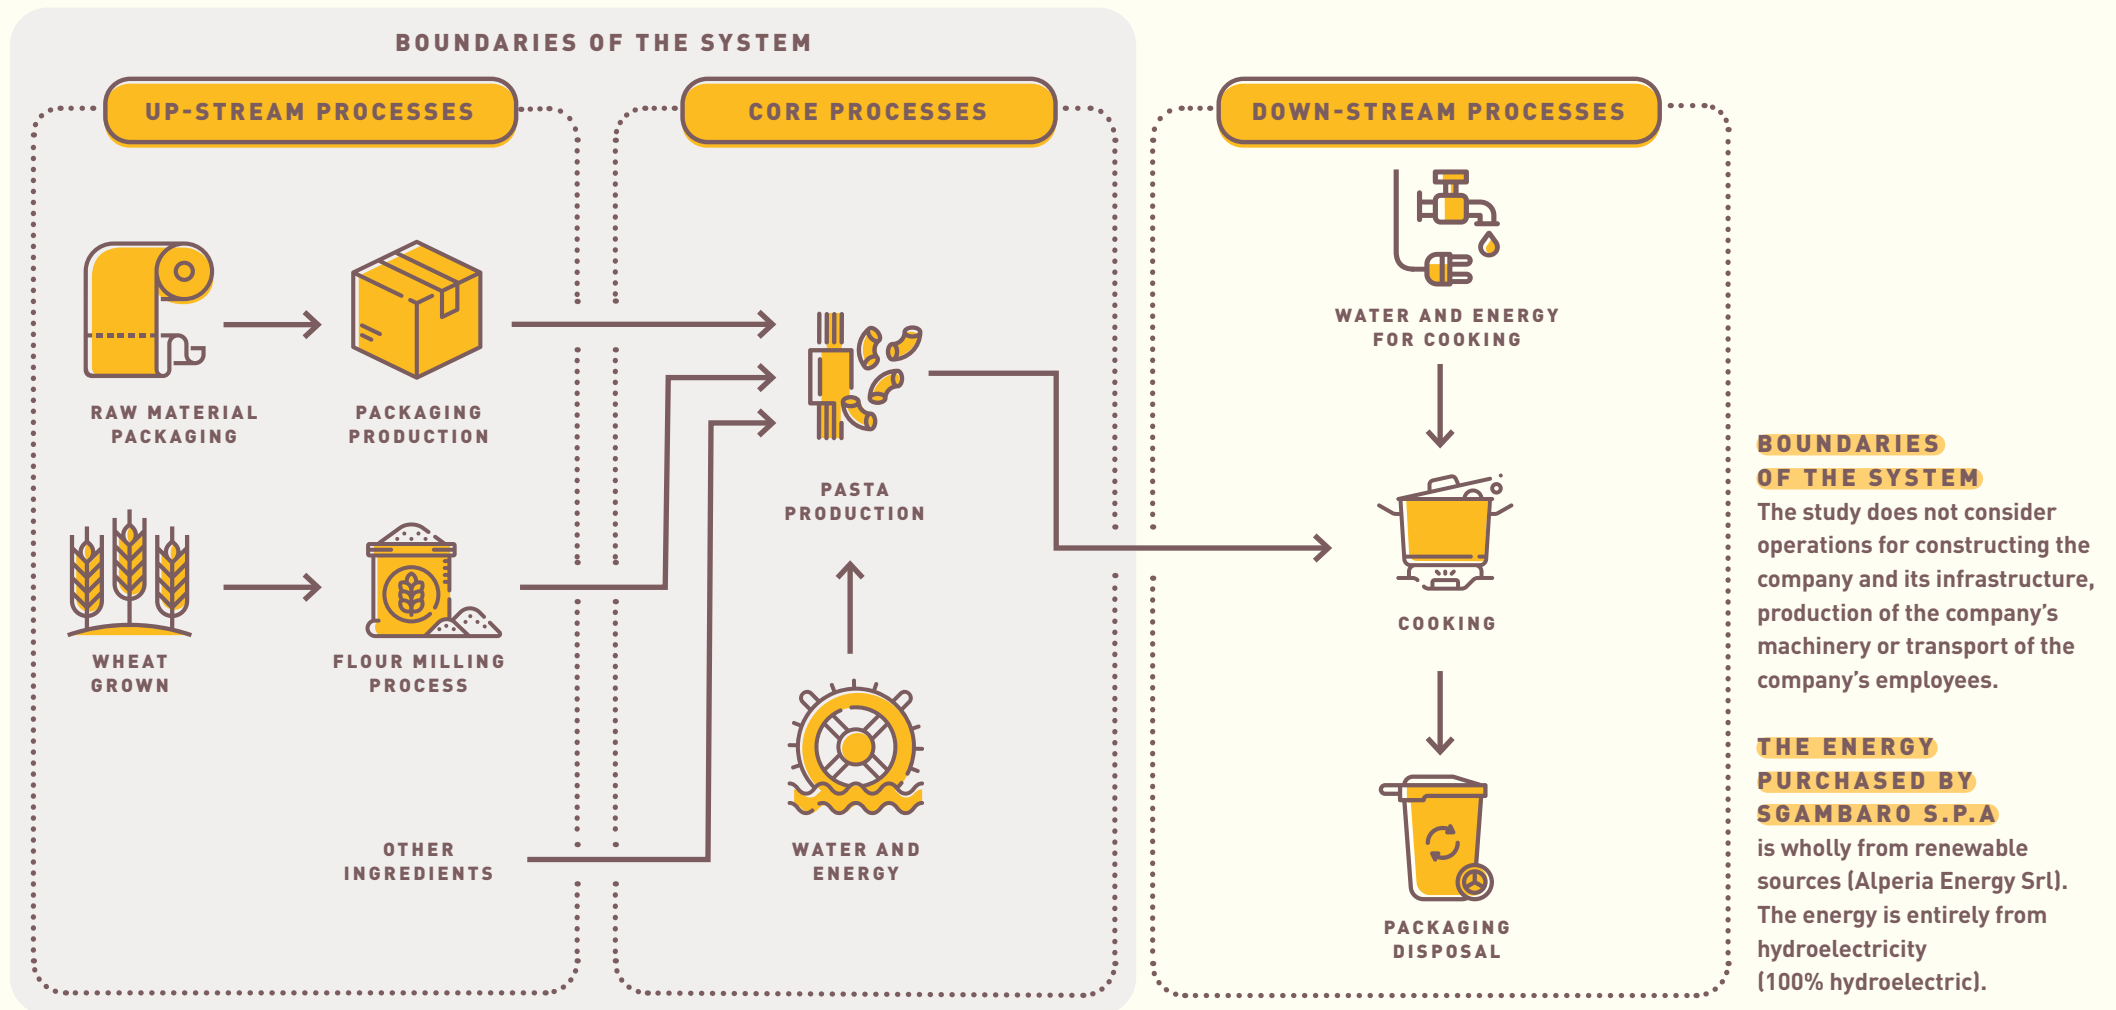 BOUNDARIES OF THE SYSTEM
UP-STREAM PROCESSES
RAW MATERIAL
PACKAGING
PACKAGING
PRODUCTION
WHEAT
GROWN
FLOUR MILLING
PROCESS
OTHER
INGREDIENTS
CORE PROCESSES
PASTA
PRODUCTION
WATER AND
ENERGY
DOWN-STREAM PROCESSES
WATER AND ENERGY
FOR COOKING
COOKING
PACKAGING
DISPOSAL
BOUNDARIES
OF THE SYSTEM
The study does not consider
operations for constructing the
company and its infrastructure,
production of the company’s
machinery or transport of the
company’s employees.
THE ENERGY
PURCHASED BY
SGAMBARO S.P.A
is wholly from renewable
sources (Alperia Energy Srl).
The energy is entirely from
hydroelectricity
(100% hydroelectric).